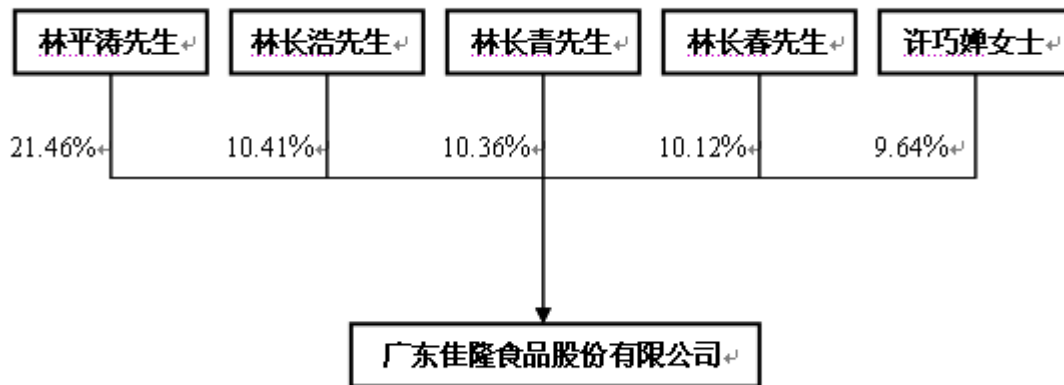 林平涛先生 林长浩先生 林长青先生 林长春先生 许巧婵女士
21.46% 10.41% 10.36% 10.12% 9.64%
广东佳隆食品股份有限公司